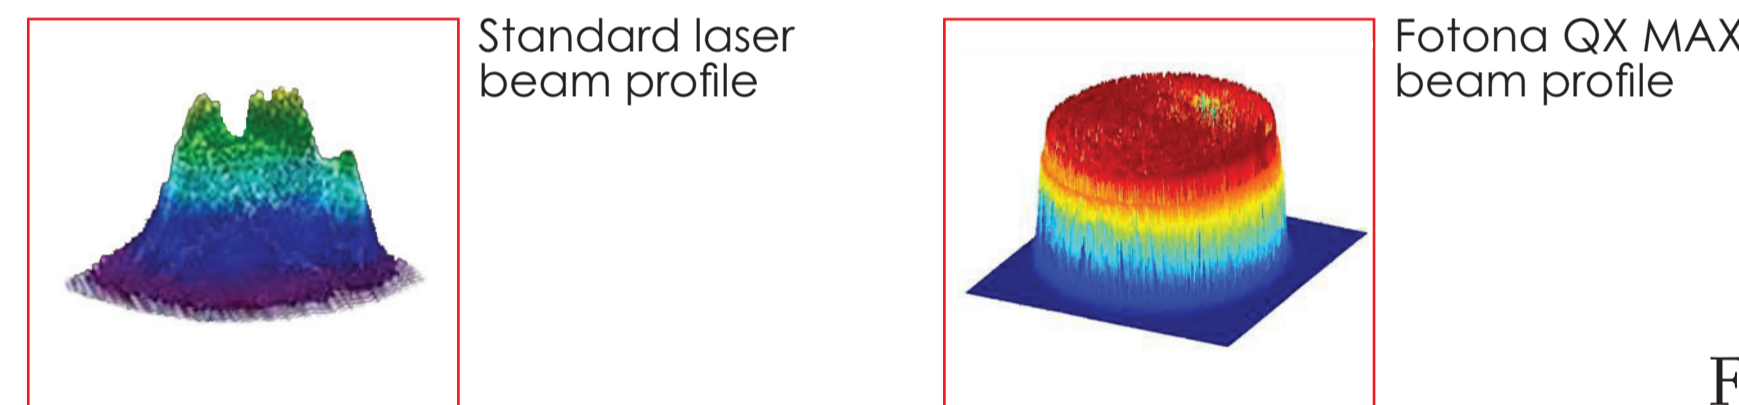 Standard laser
beam profile
Fotona QX MAX
beam profile
F